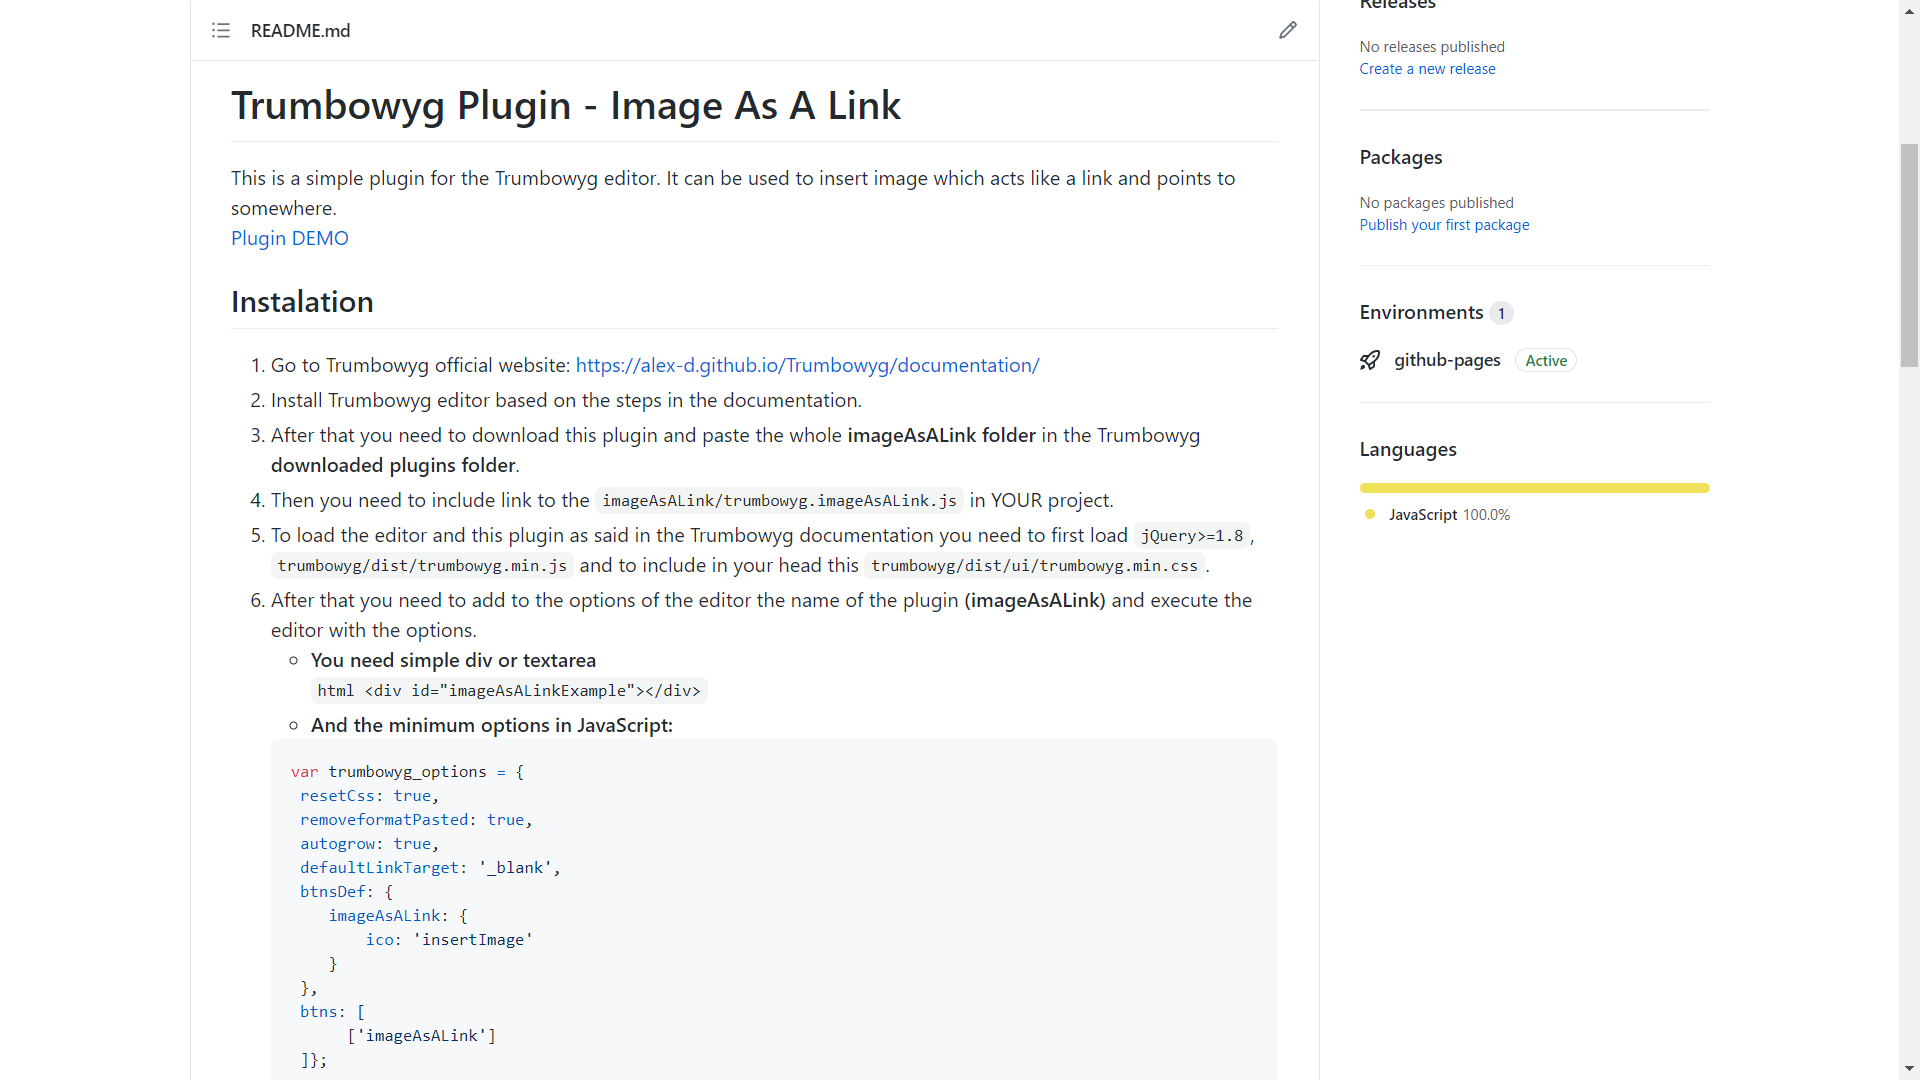 README.md
Trumbowyg Plugin - Image As A Link
This is a simple plugin for the Trumbowyg editor. It can be used to insert image which acts like a link and points to
somewhere.
Plugin DEMO
Instalation
1. Go to Trumbowyg official website: https://alex-d.github.io/Trumbowyg/documentation/
2. Install Trumbowyg editor based on the steps in the documentation.
3. After that you need to download this plugin and paste the whole imageAsALink folder in the Trumbowyg
downloaded plugins folder.
4. Then you need to include link to the imageAsALink/trumbowyg.imageAsALink.js in YOUR project.
5. To load the editor and this plugin as said in the Trumbowyg documentation you need to first load jQuery>=1.8 ,
trumbowyg/dist/trumbowyg.min.js and to include in your head this trumbowyg/dist/ui/trumbowyg.min.css .
6. After that you need to add to the options of the editor the name of the plugin (imageAsALink) and execute the
editor with the options.
You need simple div or textarea
html <div id="imageAsALinkExample"></div>
And the minimum options in JavaScript:
var trumbowyg_options = {
resetCss: true,
removeformatPasted: true,
autogrow: true,
defaultLinkTarget: '_blank',
btnsDef: {
imageAsALink: {
ico: 'insertImage'
}
},
btns: [
['imageAsALink']
]};
Releases
No releases published
Create a new release
Packages
No packages published
Publish your first package
Environments 1
github-pages Active
Languages
JavaScript 100.0%